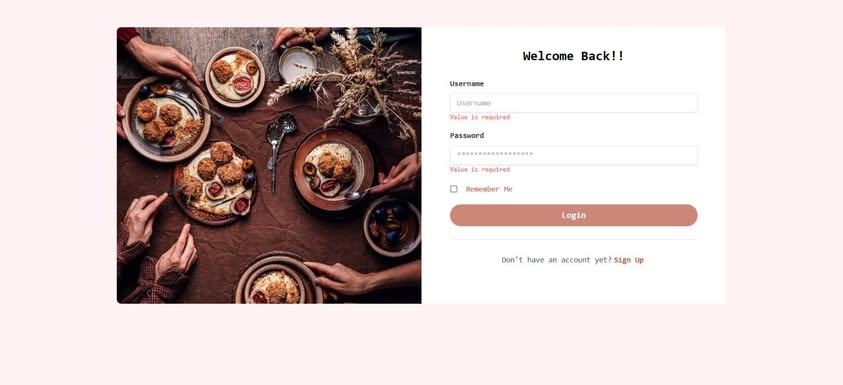 Welcome Back!!
Username
Username
Value is required
Password
******************
Value is required
Remember Me
Login
Don't have an account yet? Sign Up